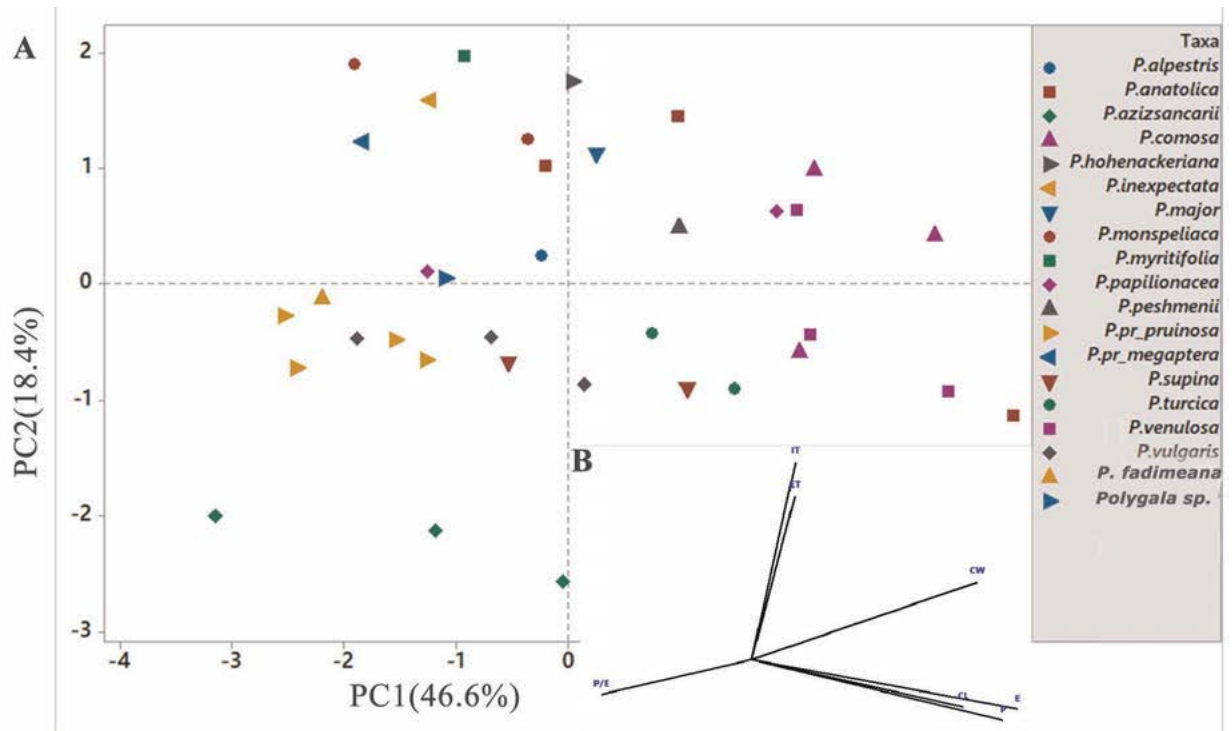 A
2
1
0
-1
-2
-3
PC2(18.4%)
-4 -3 -2 -1 0
PC1(46.6%)
Taxa
P.alpestris
P.anatolica
P.azizsancarii
P.comosa
P.hohenackeriana
P.inexpectata
P.major
P.monspeliaca
P.myritifolia
P.papilionacea
P.peshmenii
P.pr_pruinosa
P.pr_megaptera
P.supina
P.turcica
P.venulosa
P.vulgaris
P. fadimeana
Polygala sp.
B
IT
ET
CW
P/E
CL
E
P